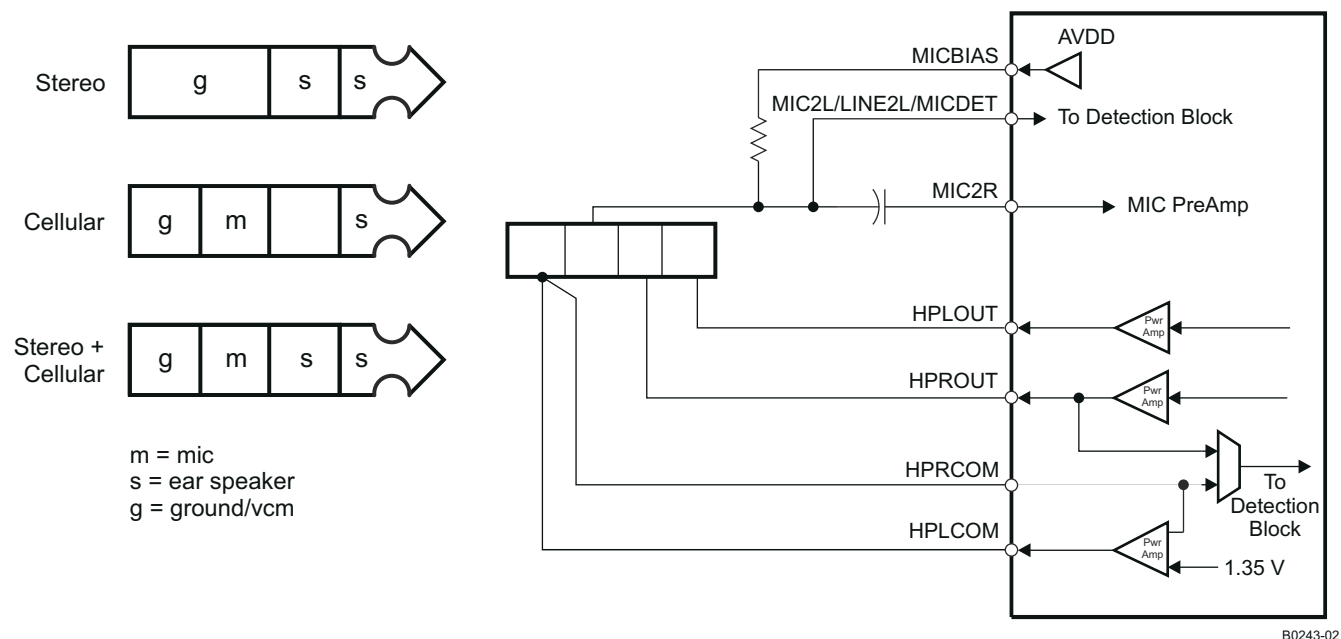 Stereo
g
s
s
Cellular
g
m
s
Stereo +
Cellular
g
m
s
s
m = mic
s = ear speaker
g = ground/vcm
MICBIAS
AVDD
MIC2L/LINE2L/MICDET
To Detection Block
MIC2R
MIC PreAmp
HPLOUT
Pwr
Amp
HPROUT
Pwr
Amp
HPRCOM
To
Detection
Block
HPLCOM
Pwr
Amp
1.35 V
B0243-02